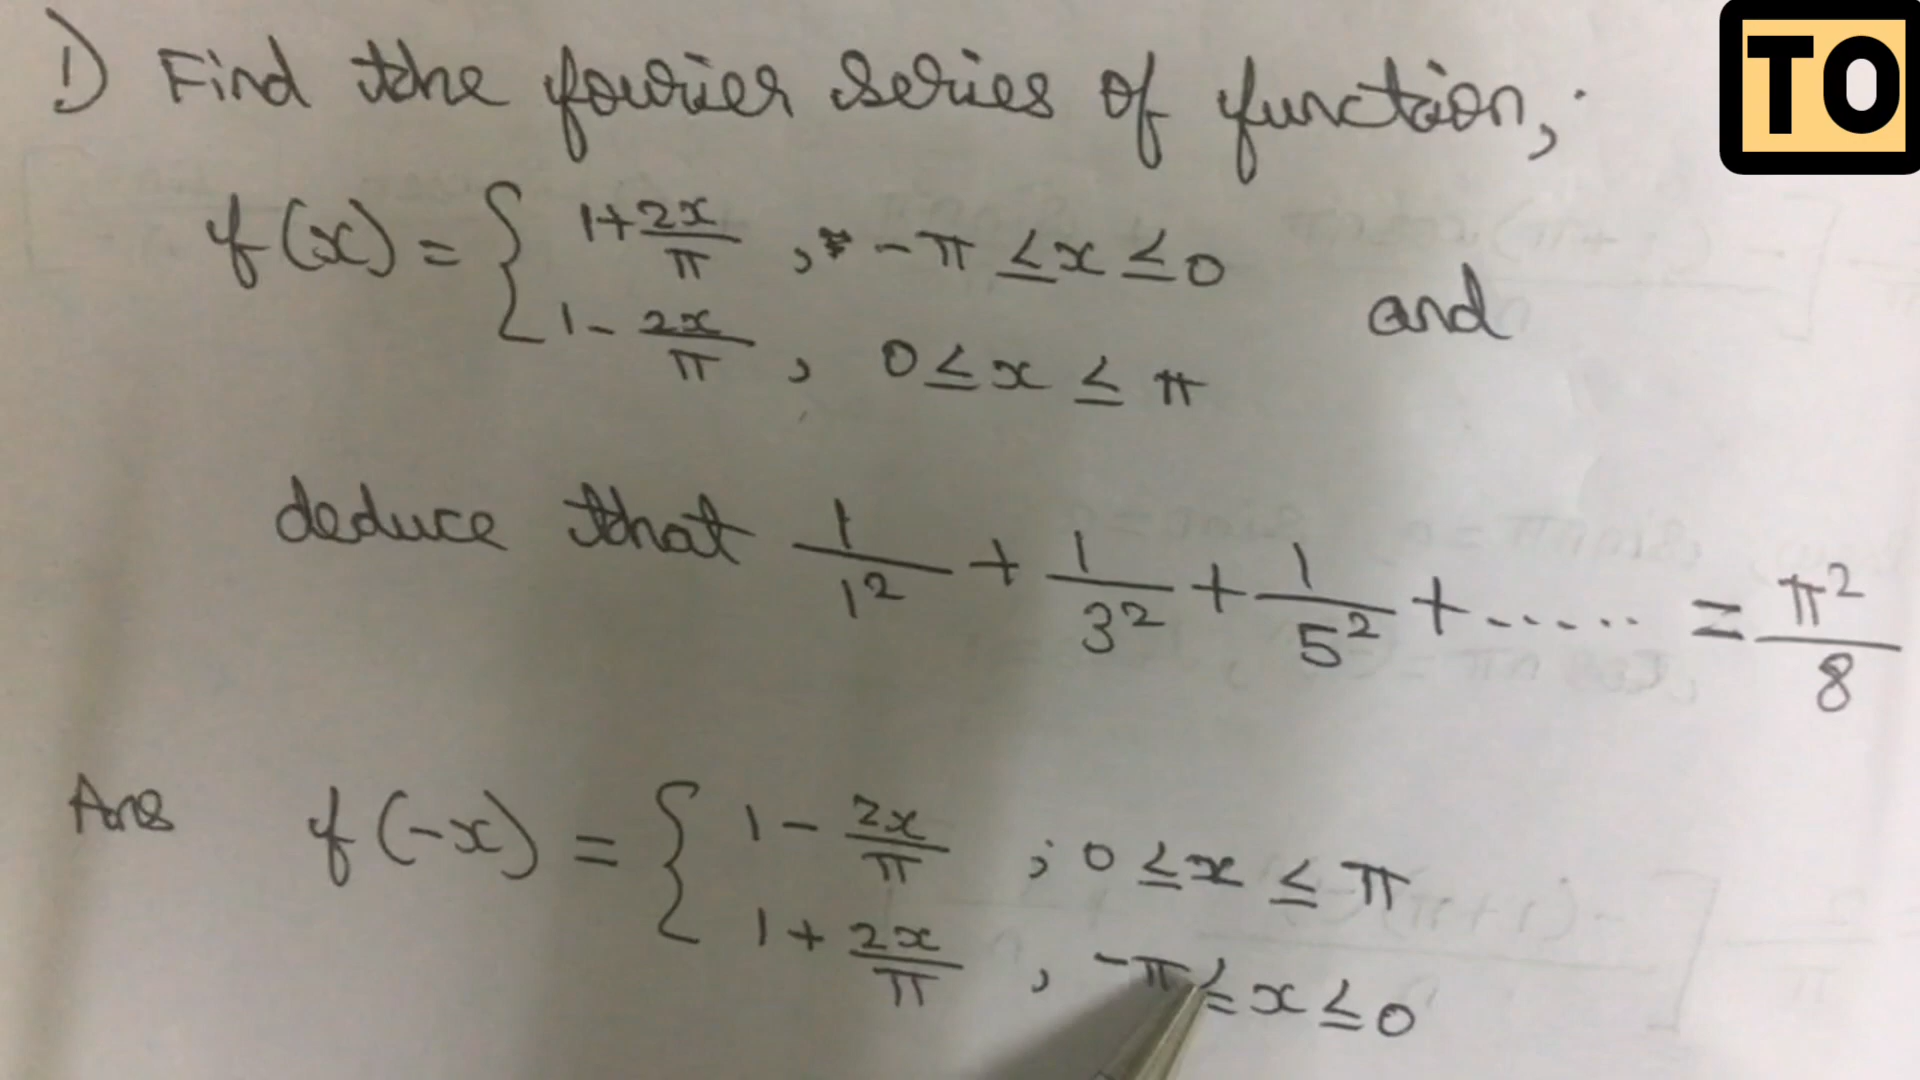 TO
1) Find the fourier series of function,
f(x) = { 1+2x/π , -π ≤ x ≤ 0
1 - 2x/π , 0 ≤ x ≤ π and
deduce that 1/1² + 1/3² + 1/5² + ...... = π²/8
Ans f(-x) = { 1 - 2x/π ; 0 ≤ x ≤ π
1 + 2x/π , -π ≤ x ≤ 0